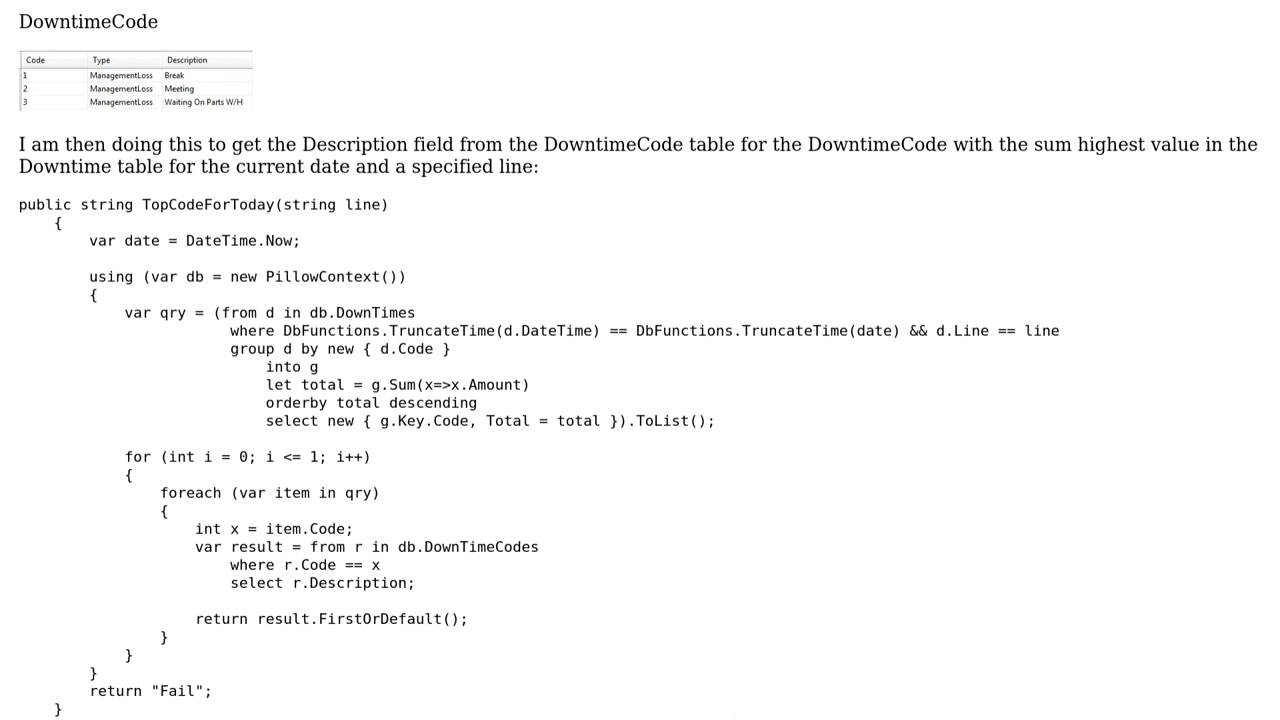 DowntimeCode
Code Type Description
1 ManagementLoss Break
2 ManagementLoss Meeting
3 ManagementLoss Waiting On Parts W/H
I am then doing this to get the Description field from the DowntimeCode table for the DowntimeCode with the sum highest value in the
Downtime table for the current date and a specified line:
public string TopCodeForToday(string line)
    {
        var date = DateTime.Now;

        using (var db = new PillowContext())
        {
            var qry = (from d in db.DownTimes
                        where DbFunctions.TruncateTime(d.DateTime) == DbFunctions.TruncateTime(date) && d.Line == line
                        group d by new { d.Code }
                            into g
                            let total = g.Sum(x=>x.Amount)
                            orderby total descending
                            select new { g.Key.Code, Total = total }).ToList();

            for (int i = 0; i <= 1; i++)
            {
                foreach (var item in qry)
                {
                    int x = item.Code;
                    var result = from r in db.DownTimeCodes
                        where r.Code == x
                        select r.Description;

                    return result.FirstOrDefault();
                }
            }
        }
        return "Fail";
    }